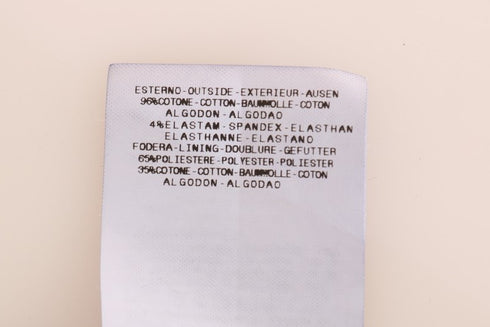 ESTERNO-OUTSIDE-EXTERIEUR-AUSEN
96%COTONE-COTTON-BAUMWOLLE-COTON
ALGODON-ALGODAO
4%ELASTAM-SPANDEX-ELASTHAN
ELASTHANNE-ELASTANO
FODERA-LINING-DOUBLURE-GEFUTTER
65%POLIESTERE-POLYESTER-POLIESTER
35%COTONE-COTTON-BAUMWOLLE-COTON
ALGODON-ALGODAO